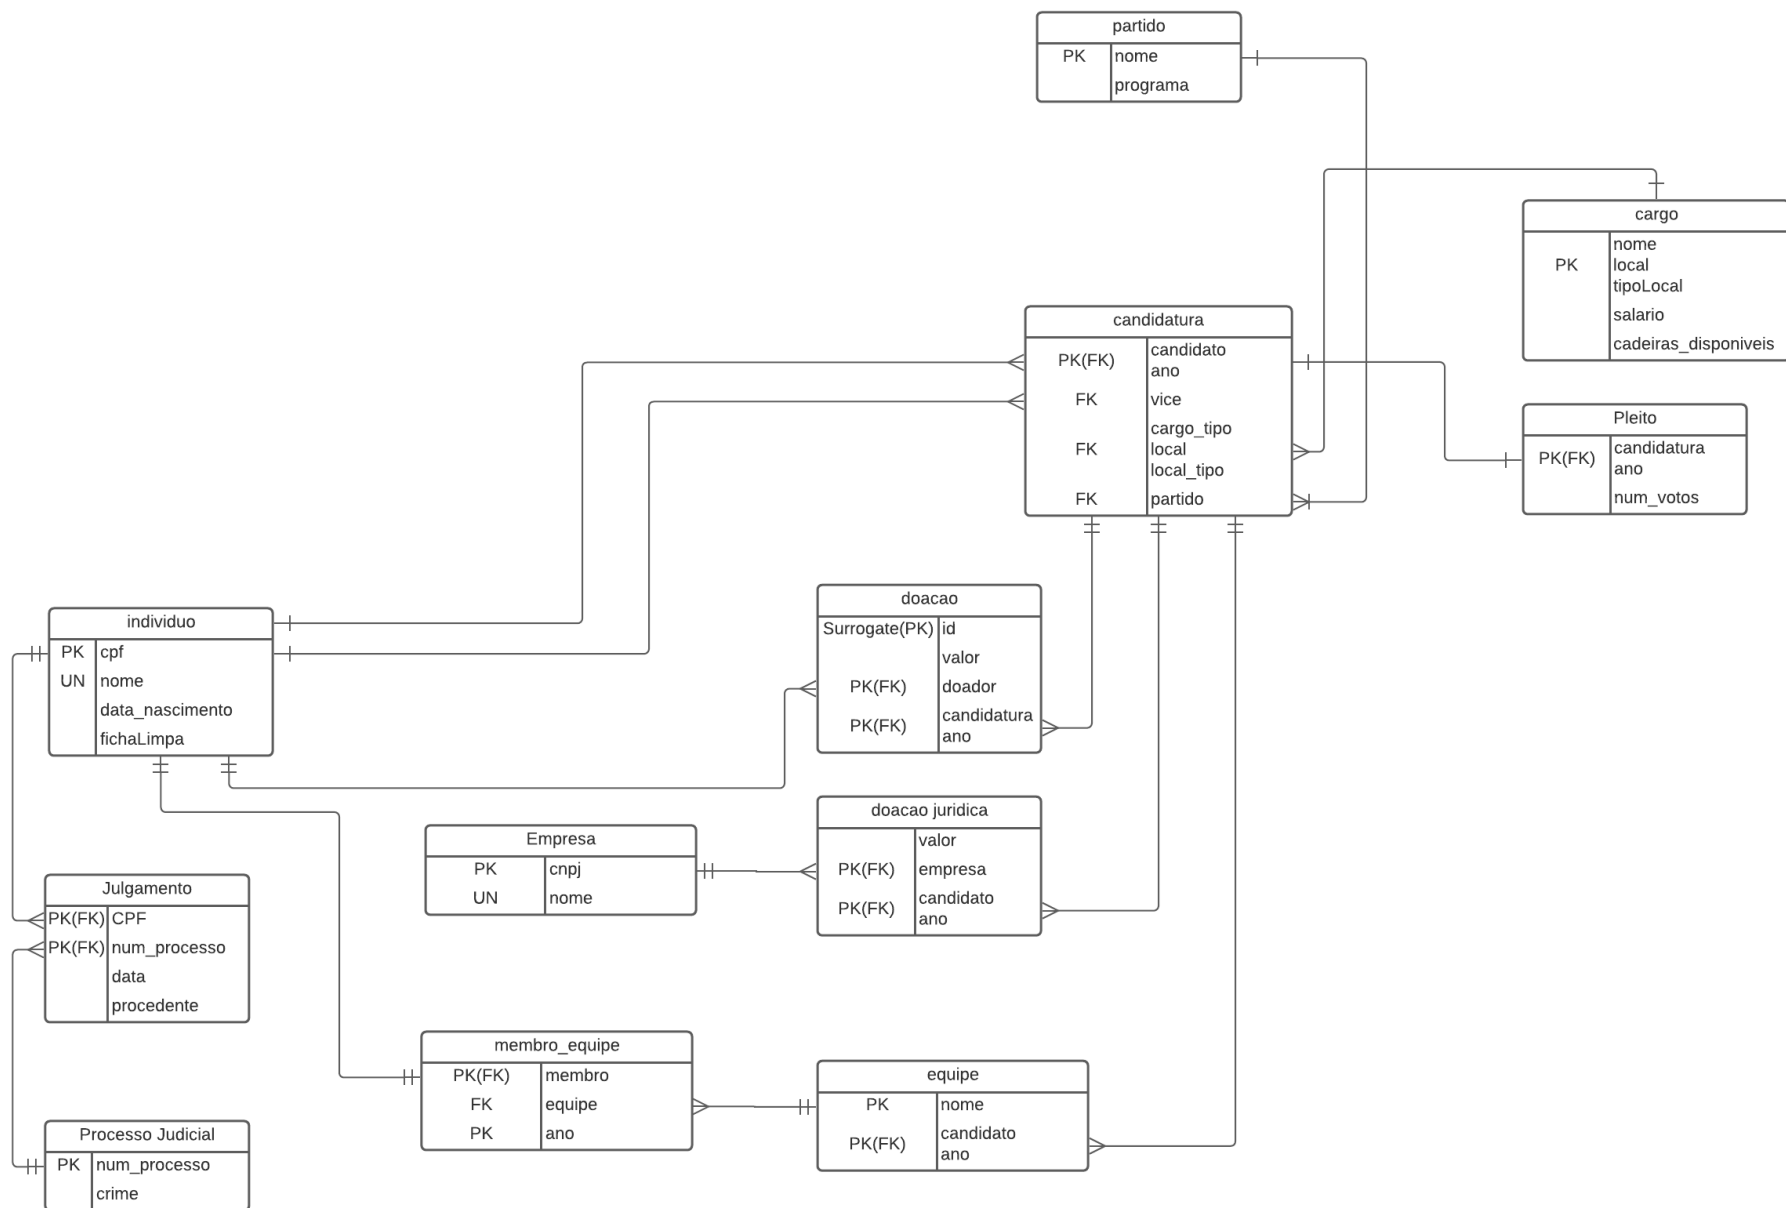 partido
PK nome
programa
cargo
nome
PK local
tipoLocal
salario
cadeiras_disponiveis
candidatura
PK(FK) candidato
ano
FK vice
cargo_tipo
FK local
local_tipo
FK partido
Pleito
PK(FK) candidatura
ano
num_votos
individuo
PK cpf
UN nome
data_nascimento
fichaLimpa
doacao
Surrogate(PK) id
valor
PK(FK) doador
PK(FK) candidatura
ano
doacao juridica
valor
PK(FK) empresa
PK(FK) candidato
ano
Empresa
PK cnpj
UN nome
Julgamento
PK(FK) CPF
PK(FK) num_processo
data
procedente
membro_equipe
PK(FK) membro
FK equipe
PK ano
equipe
PK nome
PK(FK) candidato
ano
Processo Judicial
PK num_processo
crime